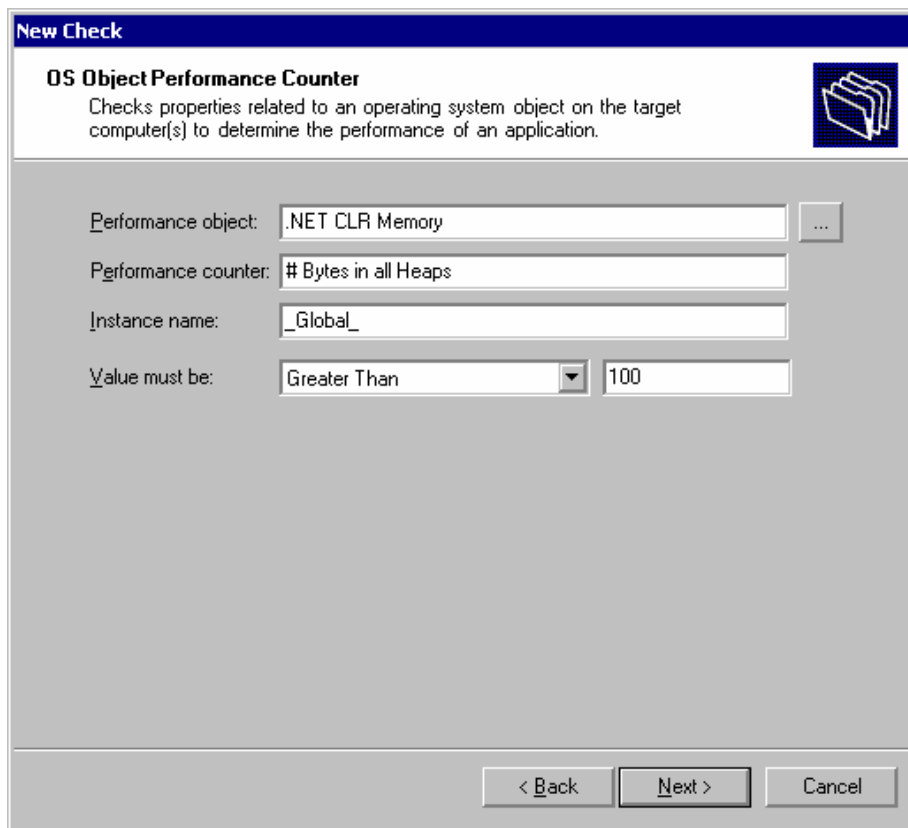 New Check
OS Object Performance Counter
Checks properties related to an operating system object on the target
computer(s) to determine the performance of an application.
Performance object: .NET CLR Memory ...
Performance counter: # Bytes in all Heaps
Instance name: _Global_
Value must be: Greater Than 100
< Back Next > Cancel